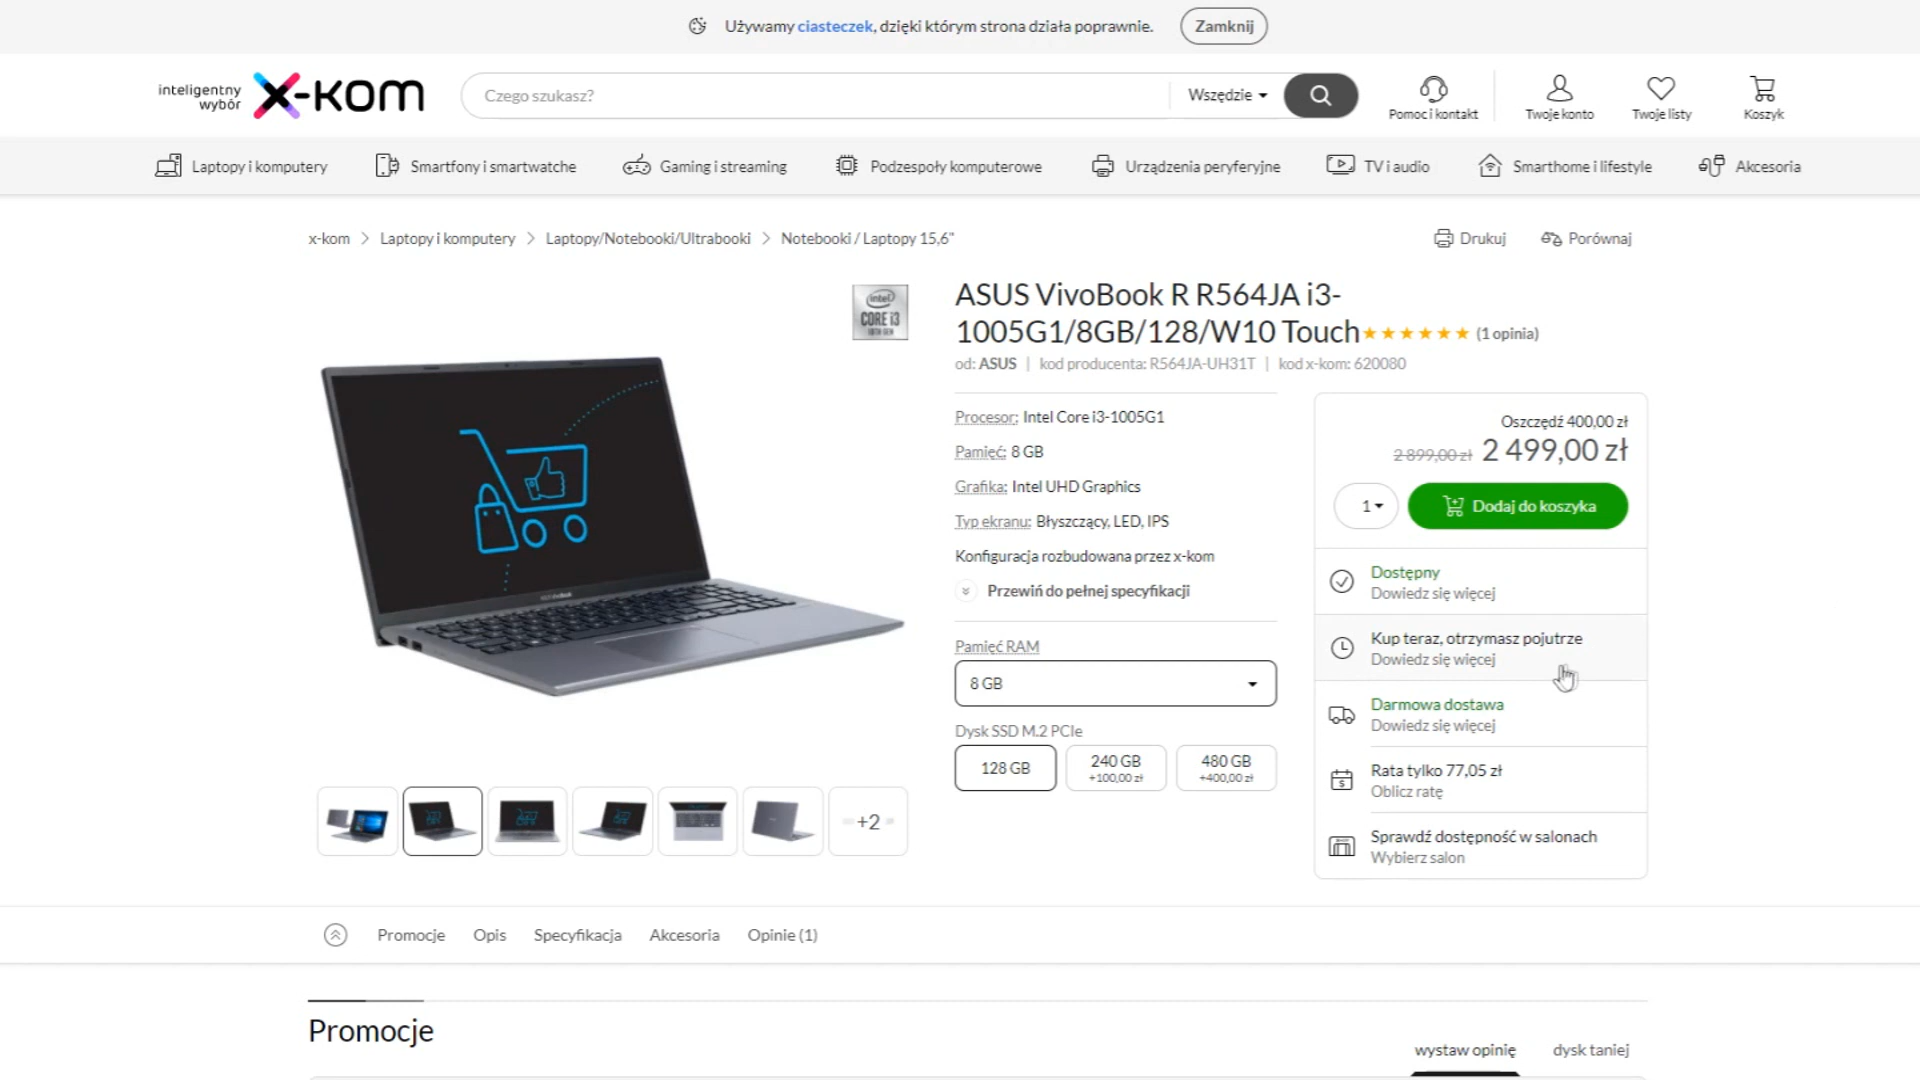 Używamy ciasteczek, dzięki którym strona działa poprawnie.
Zamknij
inteligentny
wybór
x-kom
Czego szukasz?
Wszędzie
Pomoc i kontakt
Twoje konto
Twoje listy
Koszyk
Laptopy i komputery
Smartfony i smartwatche
Gaming i streaming
Podzespoły komputerowe
Urządzenia peryferyjne
TV i audio
Smarthome i lifestyle
Akcesoria
x-kom
Laptopy i komputery
Laptopy/Notebooki/Ultrabooki
Notebooki / Laptopy 15,6"
Drukuj
Porównaj
intel
CORE i3
10TH GEN
ASUS VivoBook R R564JA i3-
1005G1/8GB/128/W10 Touch
(1 opinia)
od: ASUS | kod producenta: R564JA-UH31T | kod x-kom: 620080
Procesor: Intel Core i3-1005G1
Pamięć: 8 GB
Grafika: Intel UHD Graphics
Typ ekranu: Błyszczący, LED, IPS
Konfiguracja rozbudowana przez x-kom
Przewiń do pełnej specyfikacji
Pamięć RAM
8 GB
Dysk SSD M.2 PCIe
128 GB
240 GB
+100,00 zł
480 GB
+400,00 zł
Oszczędź 400,00 zł
2 899,00 zł 2 499,00 zł
1
Dodaj do koszyka
Dostępny
Dowiedz się więcej
Kup teraz, otrzymasz pojutrze
Dowiedz się więcej
Darmowa dostawa
Dowiedz się więcej
Rata tylko 77,05 zł
Oblicz ratę
Sprawdź dostępność w salonach
Wybierz salon
+2
Promocje
Opis
Specyfikacja
Akcesoria
Opinie (1)
Promocje
wystaw opinię
dysk taniej